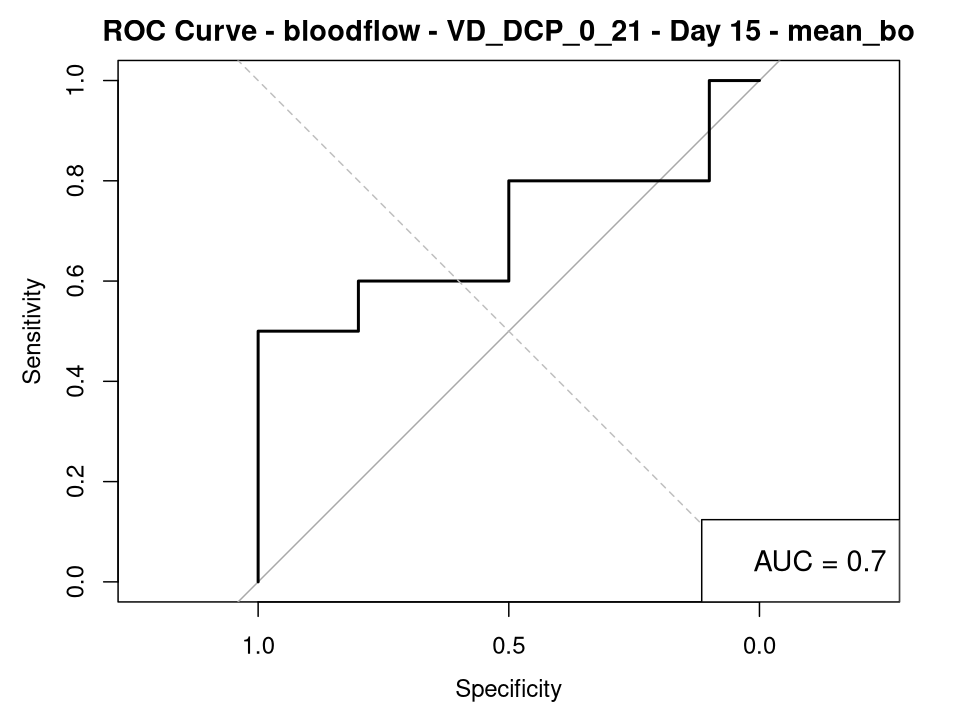 ROC Curve - bloodflow - VD_DCP_0_21 - Day 15 - mean_bo
1.0
0.8
0.6
0.4
0.2
0.0
Sensitivity
AUC = 0.7
1.0 0.5 0.0
Specificity